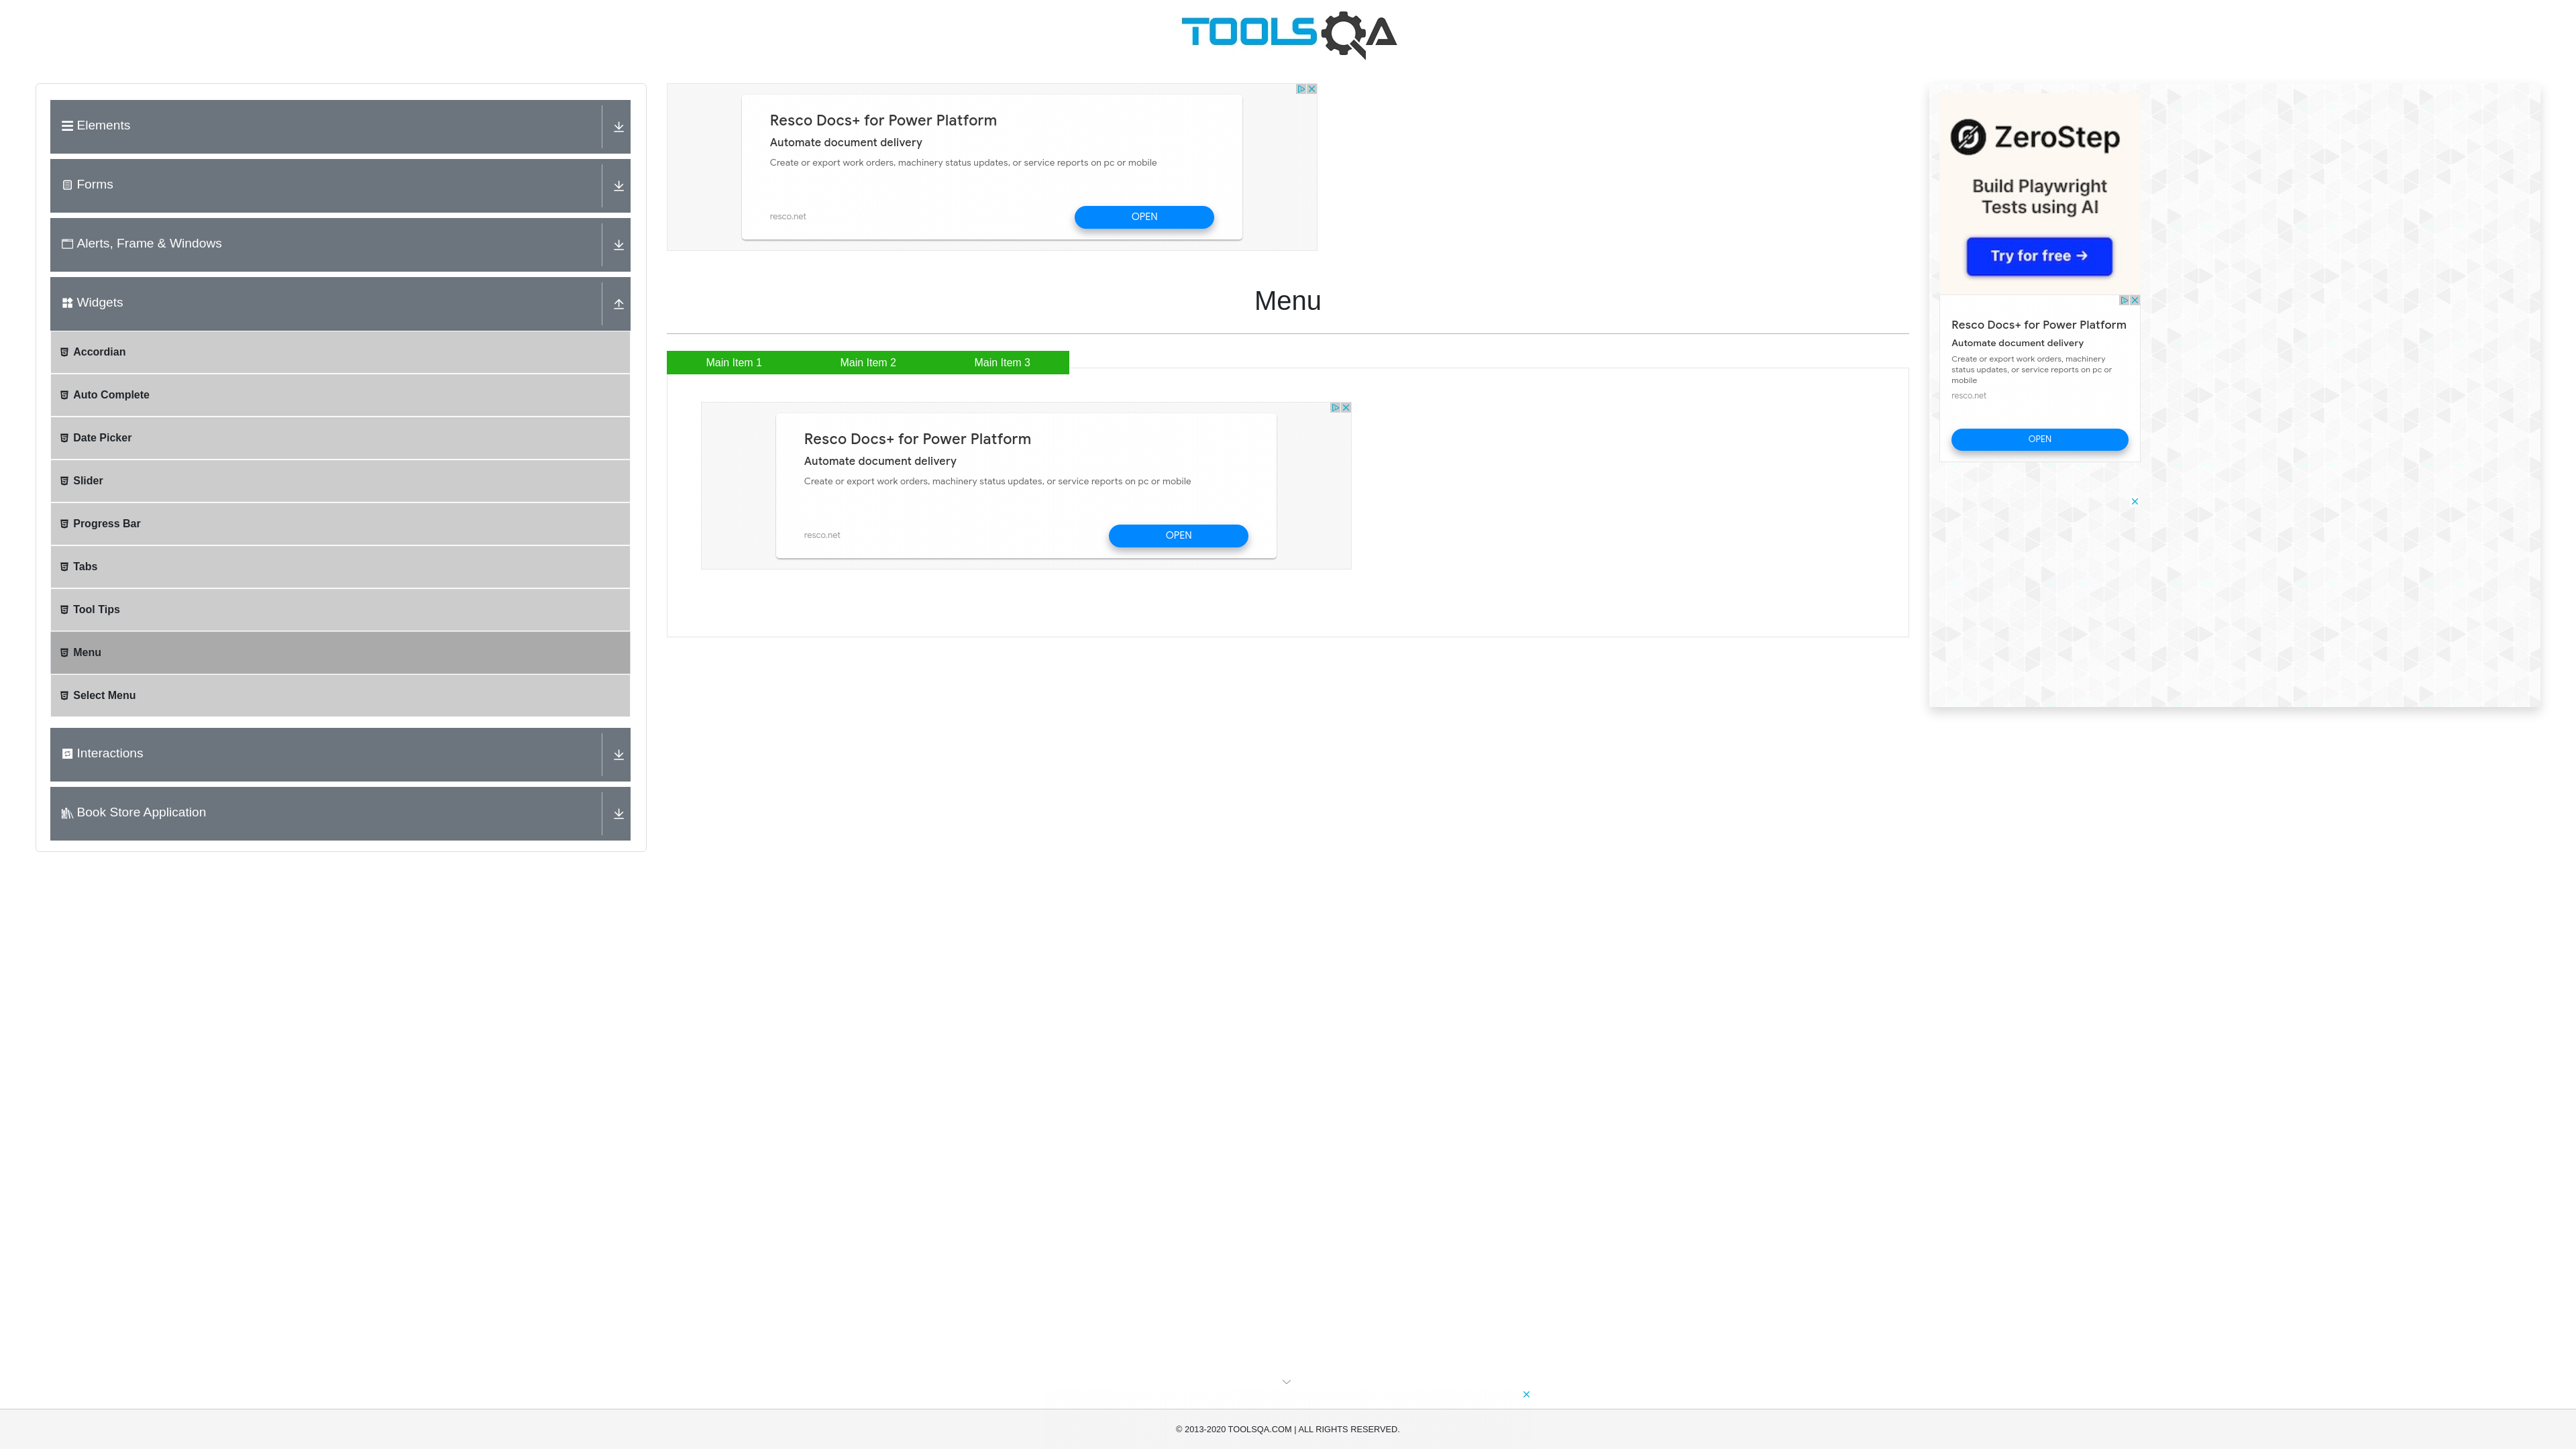 TOOLSQA
Elements
Forms
Alerts, Frame & Windows
Widgets
Accordian
Auto Complete
Date Picker
Slider
Progress Bar
Tabs
Tool Tips
Menu
Select Menu
Interactions
Book Store Application
Resco Docs+ for Power Platform
Automate document delivery
Create or export work orders, machinery status updates, or service reports on pc or mobile
resco.net
OPEN
Menu
Main Item 1
Main Item 2
Main Item 3
Resco Docs+ for Power Platform
Automate document delivery
Create or export work orders, machinery status updates, or service reports on pc or mobile
resco.net
OPEN
ZeroStep
Build Playwright
Tests using AI
Try for free →
Resco Docs+ for Power Platform
Automate document delivery
Create or export work orders, machinery
status updates, or service reports on pc or
mobile
resco.net
OPEN
© 2013-2020 TOOLSQA.COM | ALL RIGHTS RESERVED.